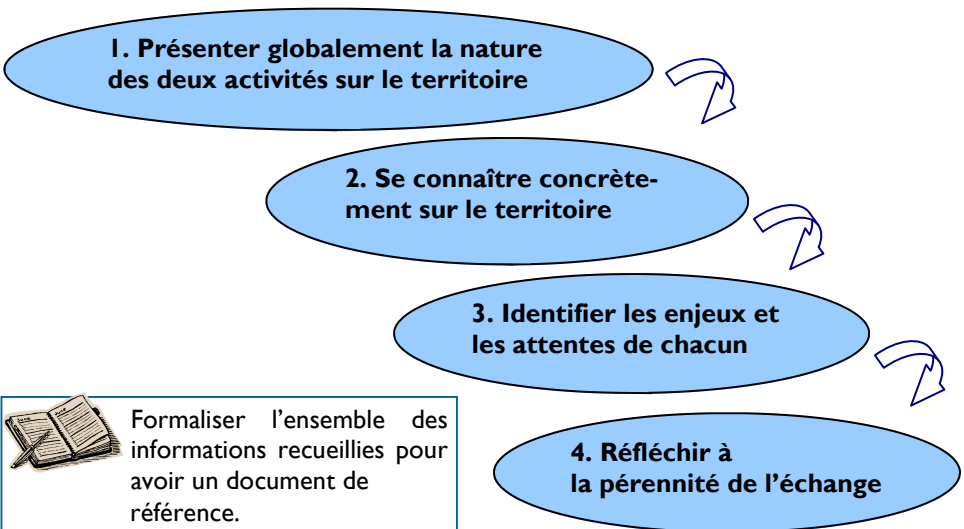 1. Présenter globalement la nature
des deux activités sur le territoire
2. Se connaître concrète-
ment sur le territoire
3. Identifier les enjeux et
les attentes de chacun
4. Réfléchir à
la pérennité de l’échange
Formaliser l’ensemble des
informations recueillies pour
avoir un document de
référence.